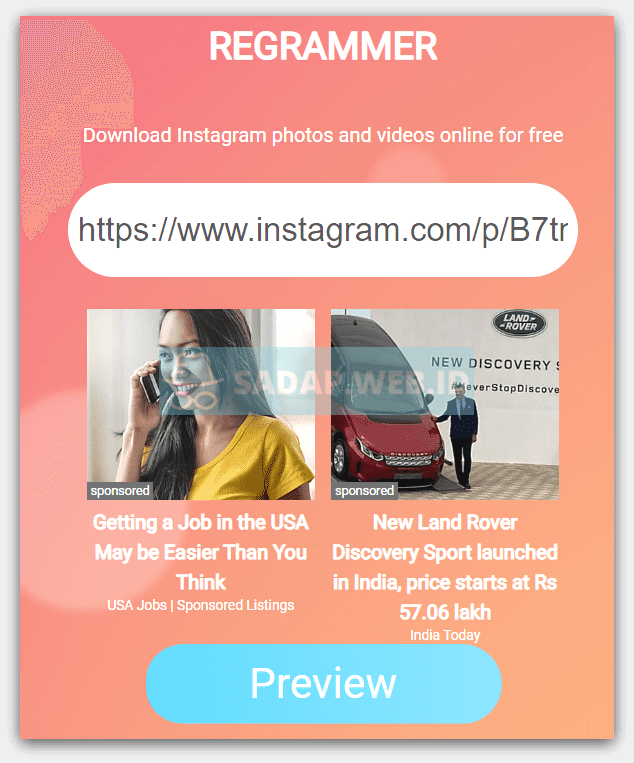 REGRAMMER
Download Instagram photos and videos online for free
https://www.instagram.com/p/B7tr
LAND-
ROVER
NEW DISCOVERY S
#NeverStopDiscove
SADAP.WEB.ID
DISCOVERY
sponsored
sponsored
Getting a Job in the USA
May be Easier Than You
Think
USA Jobs | Sponsored Listings
New Land Rover
Discovery Sport launched
in India, price starts at Rs
57.06 lakh
India Today
Preview